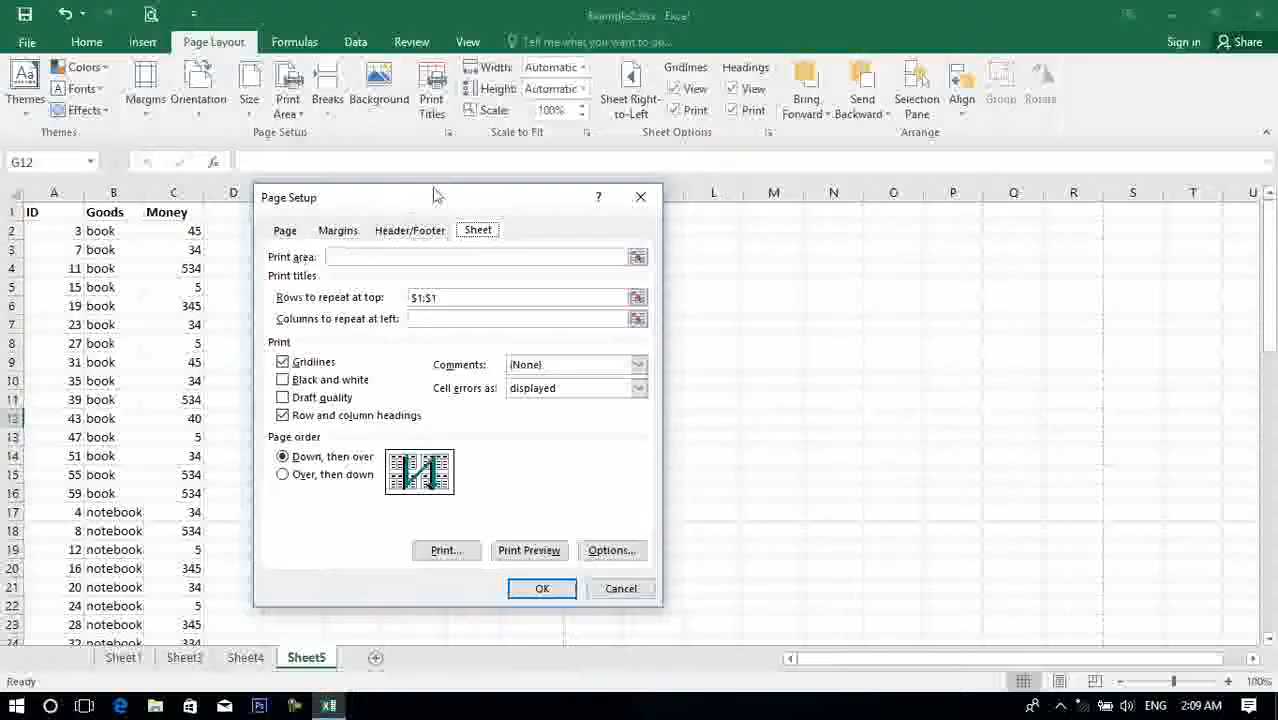 Example2.xlsx - Excel
File Home Insert Page Layout Formulas Data Review View Tell me what you want to do... Sign in Share
Themes Colors Fonts Effects Margins Orientation Size Print Area Breaks Background Print Titles Width: Automatic Height: Automatic Scale: 100% Sheet Right-to-Left Gridlines View Print Headings View Print Bring Forward Send Backward Selection Pane Align Group Rotate
Themes Page Setup Scale to Fit Sheet Options Arrange
G12 fx
A B C D L M N O P Q R S T U
1 ID Goods Money
2 3 book 45
3 7 book 34
4 11 book 534
5 15 book 5
6 19 book 345
7 23 book 34
8 27 book 5
9 31 book 45
10 35 book 34
11 39 book 534
12 43 book 40
13 47 book 5
14 51 book 34
15 55 book 534
16 59 book 534
17 4 notebook 34
18 8 notebook 534
19 12 notebook 5
20 16 notebook 345
21 20 notebook 34
22 24 notebook 5
23 28 notebook 345
24 32 notebook 334
Page Setup ?
Page Margins Header/Footer Sheet
Print area:
Print titles
Rows to repeat at top: $1:$1
Columns to repeat at left:
Print
Gridlines Comments: (None)
Black and white
Cell errors as: displayed
Draft quality
Row and column headings
Page order
Down, then over
Over, then down
Print... Print Preview Options...
OK Cancel
Sheet1 Sheet3 Sheet4 Sheet5
Ready 100%
ENG 2:09 AM